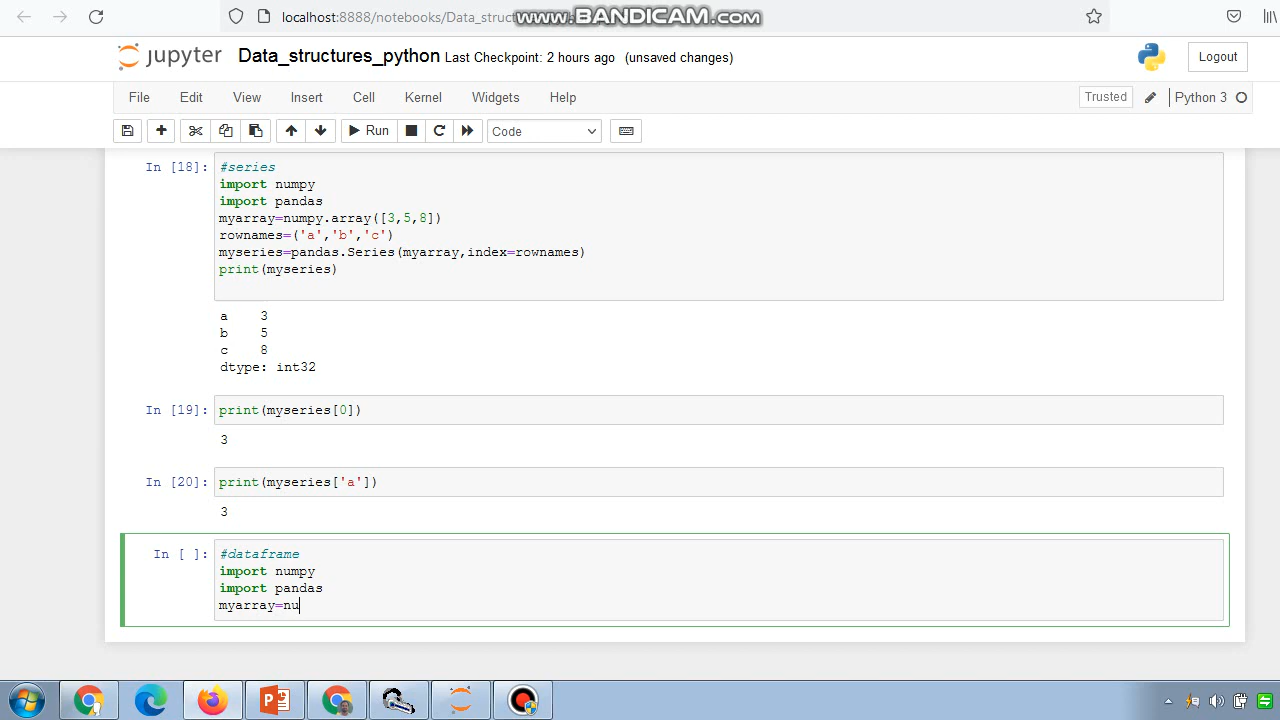 localhost:8888/notebooks/Data_struct
www.BANDICAM.com
jupyter Data_structures_python Last Checkpoint: 2 hours ago (unsaved changes)
Logout
File Edit View Insert Cell Kernel Widgets Help
Trusted Python 3
Run Code
In [18]: #series
import numpy
import pandas
myarray=numpy.array([3,5,8])
rownames=('a','b','c')
myseries=pandas.Series(myarray,index=rownames)
print(myseries)
a 3
b 5
c 8
dtype: int32
In [19]: print(myseries[0])
3
In [20]: print(myseries['a'])
3
In [ ]: #dataframe
import numpy
import pandas
myarray=nu